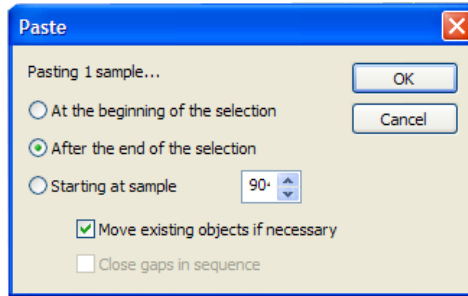 Paste
Pasting 1 sample...
OK
At the beginning of the selection
Cancel
After the end of the selection
Starting at sample
Move existing objects if necessary
Close gaps in sequence